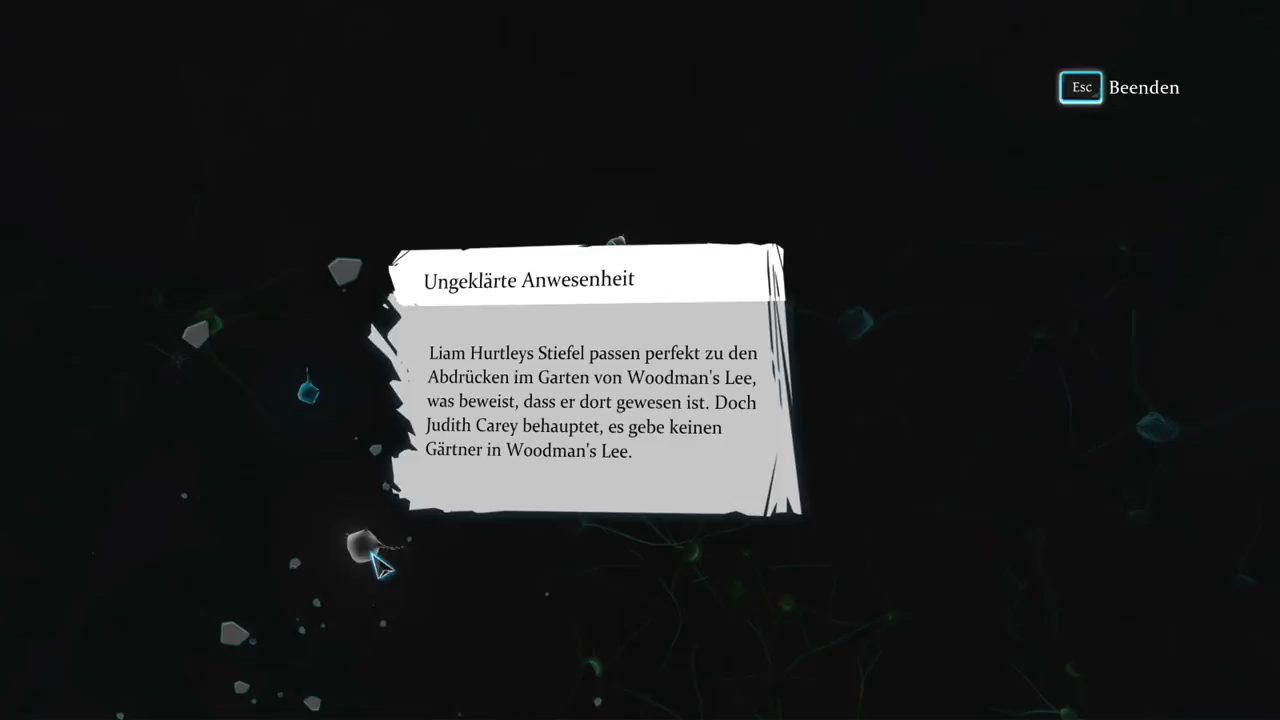 Esc Beenden
Ungeklärte Anwesenheit
Liam Hurtleys Stiefel passen perfekt zu den
Abdrücken im Garten von Woodman's Lee,
was beweist, dass er dort gewesen ist. Doch
Judith Carey behauptet, es gebe keinen
Gärtner in Woodman's Lee.